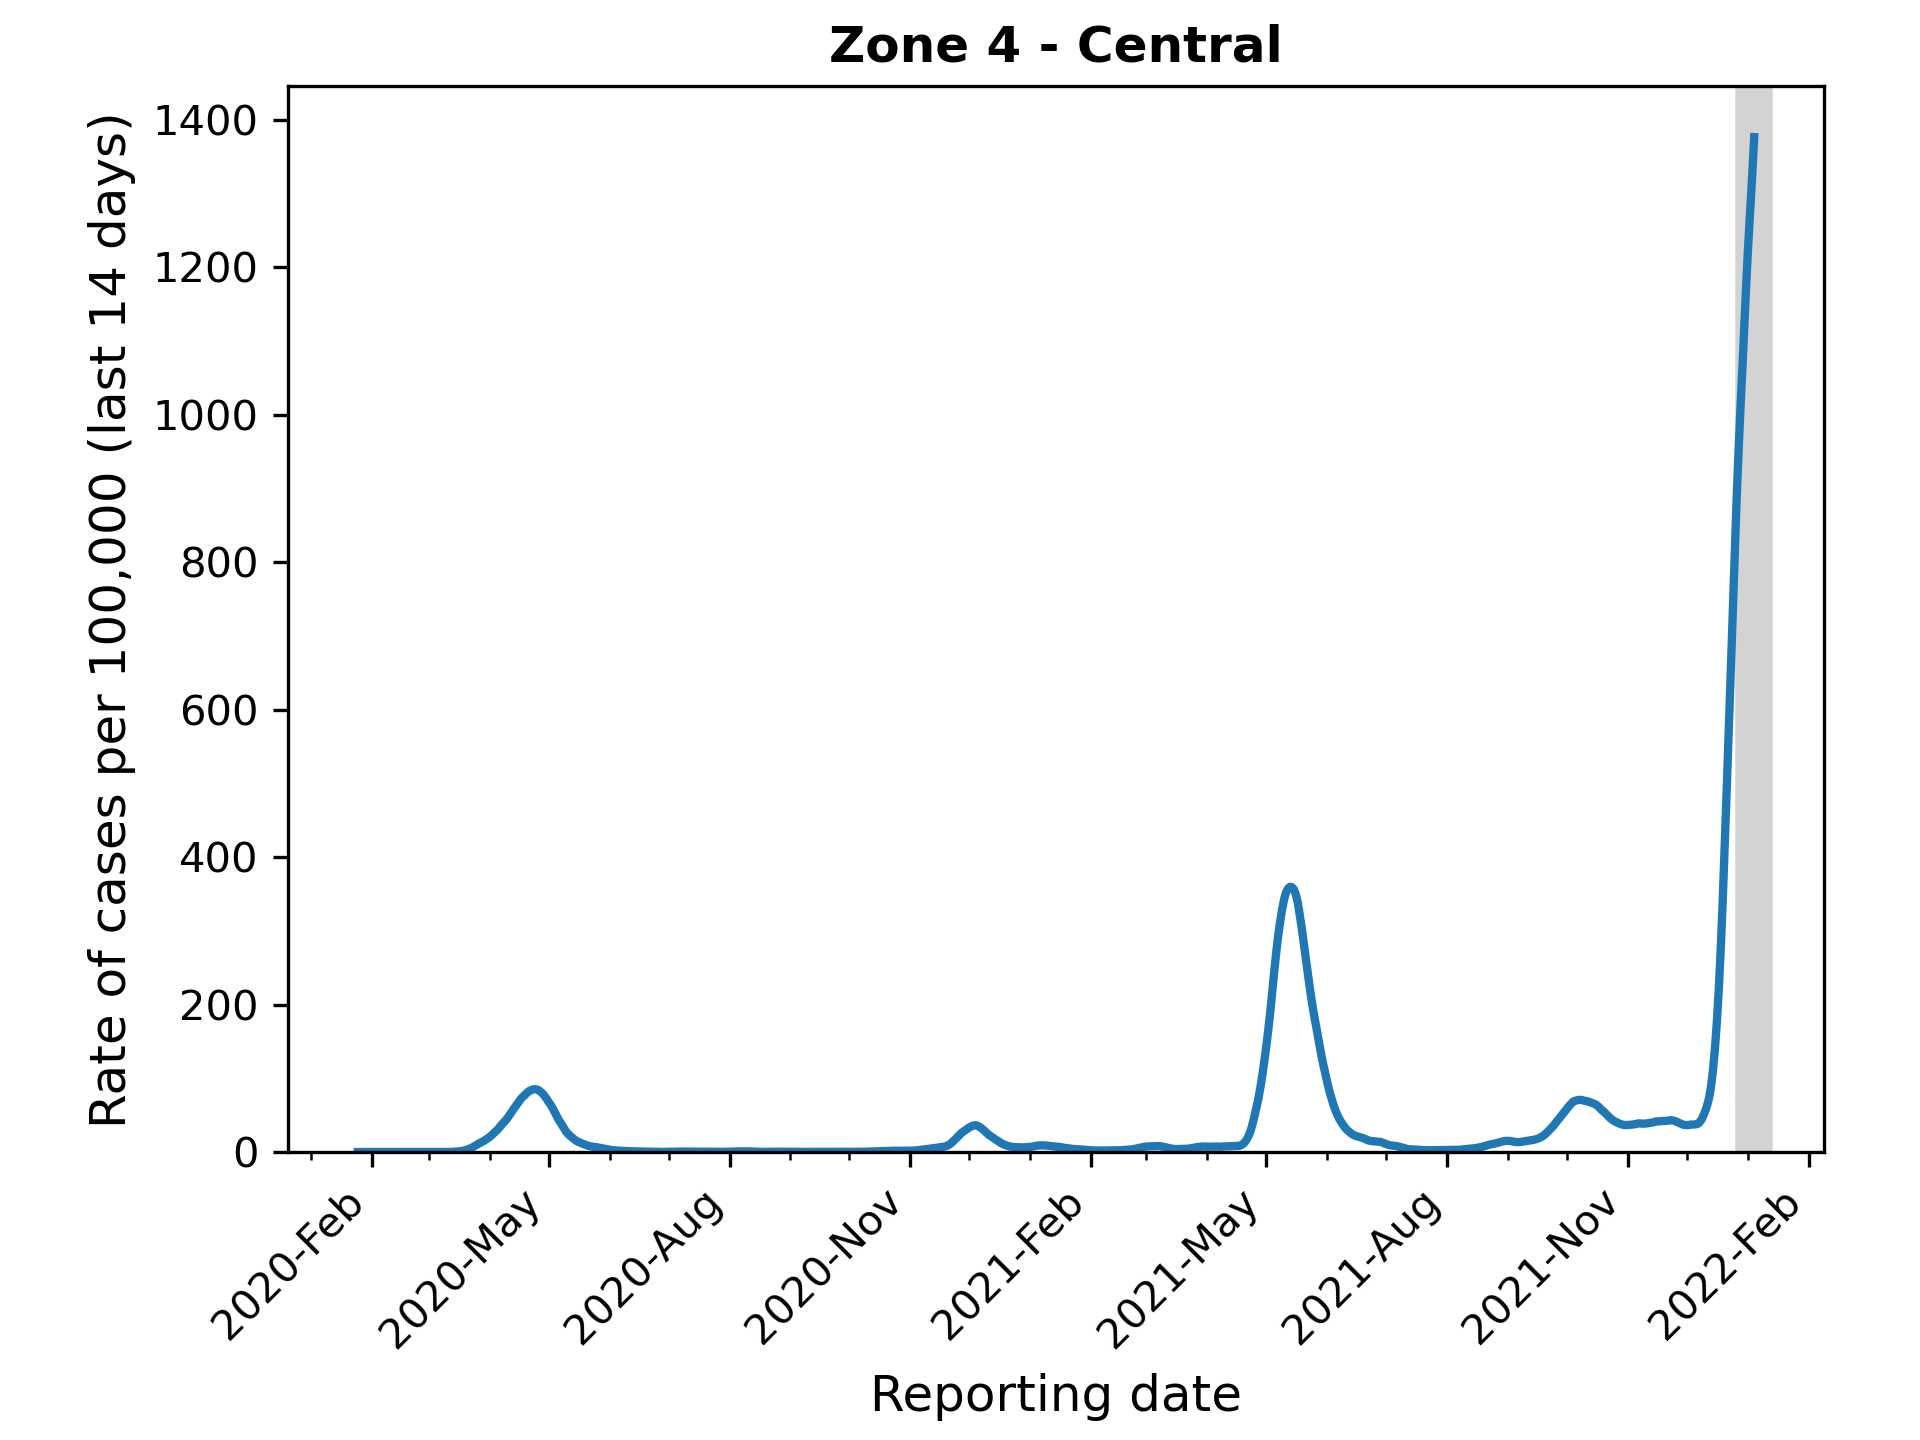 Zone 4 - Central
Rate of cases per 100,000 (last 14 days)
1400
1200
1000
800
600
400
200
0
2020-Feb
2020-May
2020-Aug
2020-Nov
2021-Feb
2021-May
2021-Aug
2021-Nov
2022-Feb
Reporting date